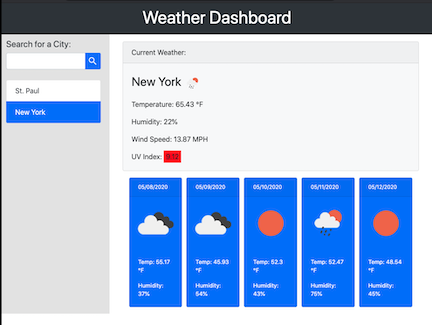 Weather Dashboard
Search for a City:
St. Paul
New York
Current Weather:
New York
Temperature: 65.43 °F
Humidity: 22%
Wind Speed: 13.87 MPH
UV Index: 9.12
05/08/2020
Temp: 55.17
°F
Humidity:
37%
05/09/2020
Temp: 45.93
°F
Humidity:
54%
05/10/2020
Temp: 52.3
°F
Humidity:
43%
05/11/2020
Temp: 52.47
°F
Humidity:
75%
05/12/2020
Temp: 48.54
°F
Humidity:
45%